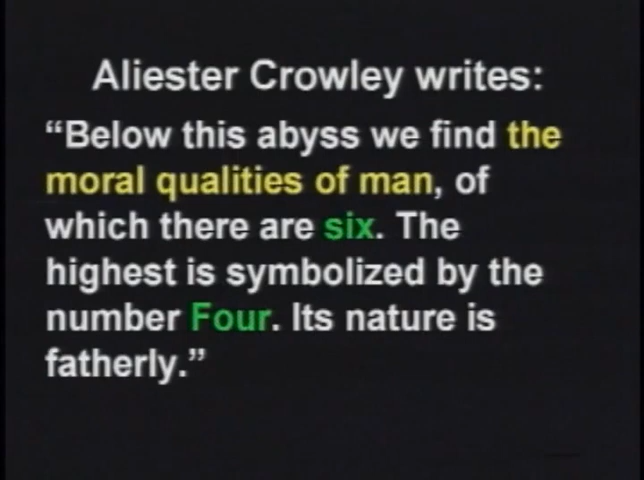 Aliester Crowley writes:
“Below this abyss we find the
moral qualities of man, of
which there are six. The
highest is symbolized by the
number Four. Its nature is
fatherly.”